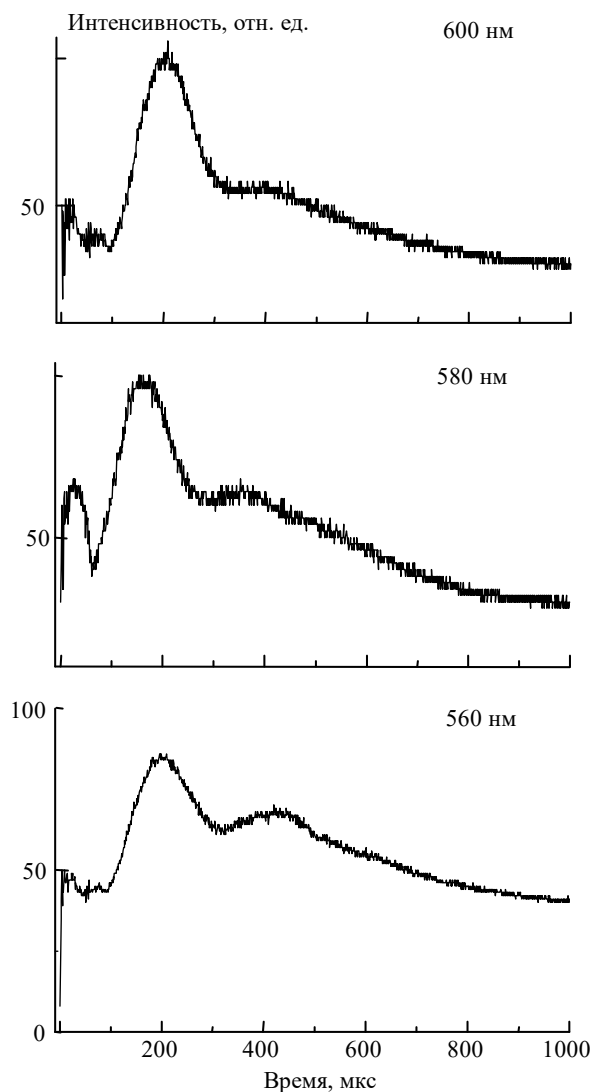 Интенсивность, отн. ед.
600 нм
50
580 нм
50
100
560 нм
50
0
200 400 600 800 1000
Время, мкс